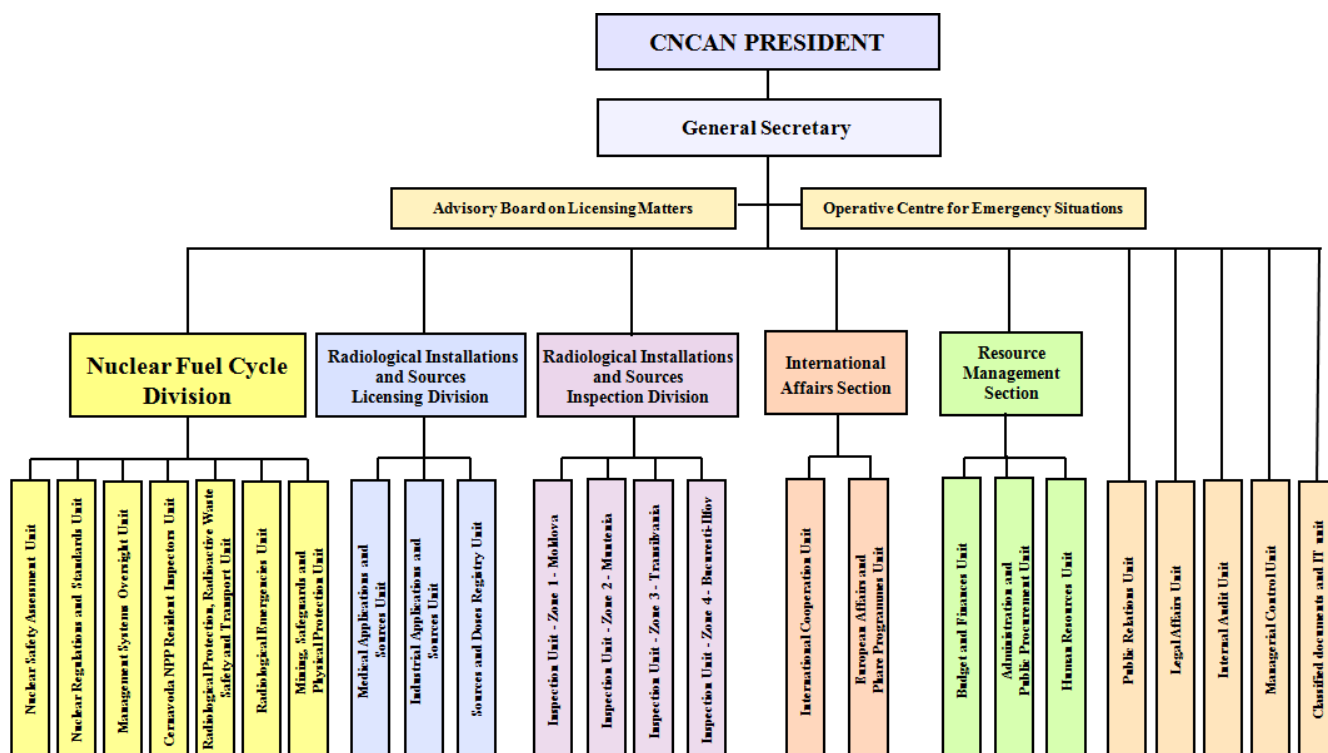 CNCAN PRESIDENT
General Secretary
Advisory Board on Licensing Matters
Operative Centre for Emergency Situations
Nuclear Fuel Cycle
Division
Radiological Installations
and Sources
Licensing Division
Radiological Installations
and Sources
Inspection Division
International
Affairs Section
Resource
Management
Section
Nuclear Safety Assessment Unit
Nuclear Regulations and Standards Unit
Management Systems Oversight Unit
Cernavoda NPP Resident Inspectors Unit
Radiological Protection, Radioactive Waste
Safety and Transport Unit
Radiological Emergencies Unit
Mining, Safeguards and
Physical Protection Unit
Medical Applications and
Sources Unit
Industrial Applications and
Sources Unit
Sources and Doses Registry Unit
Inspection Unit - Zone 1 - Moldova
Inspection Unit - Zone 2 - Muntenia
Inspection Unit - Zone 3 - Transilvania
Inspection Unit - Zone 4 - Bucuresti-Ilfov
International Cooperation Unit
European Affairs and
Phare Programmes Unit
Budget and Finances Unit
Administration and
Public Procurement Unit
Human Resources Unit
Public Relations Unit
Legal Affairs Unit
Internal Audit Unit
Managerial Control Unit
Classified documents and IT unit